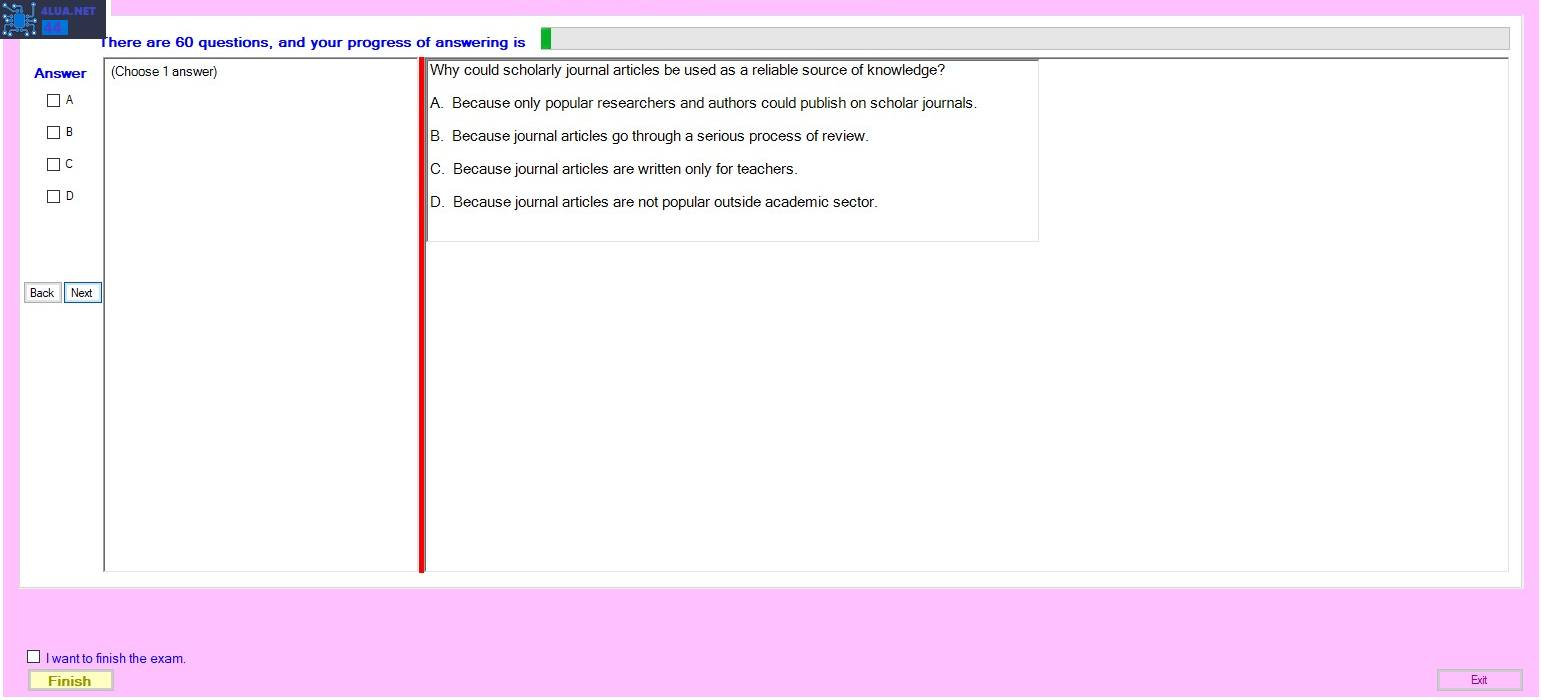 4LUA.NET
44
There are 60 questions, and your progress of answering is
Answer
A
B
C
D
Back
Next
(Choose 1 answer)
Why could scholarly journal articles be used as a reliable source of knowledge?
A. Because only popular researchers and authors could publish on scholar journals.
B. Because journal articles go through a serious process of review.
C. Because journal articles are written only for teachers.
D. Because journal articles are not popular outside academic sector.
I want to finish the exam.
Finish
Exit